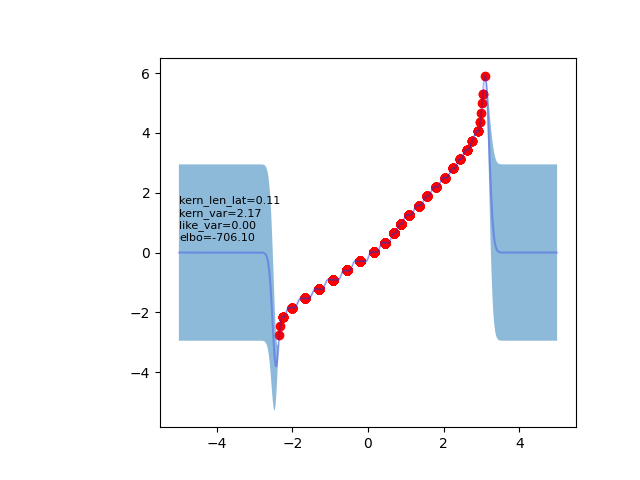 6
4
2
0
−2
−4
kern_len_lat=0.11
kern_var=2.17
like_var=0.00
elbo=-706.10
−4
−2
0
2
4